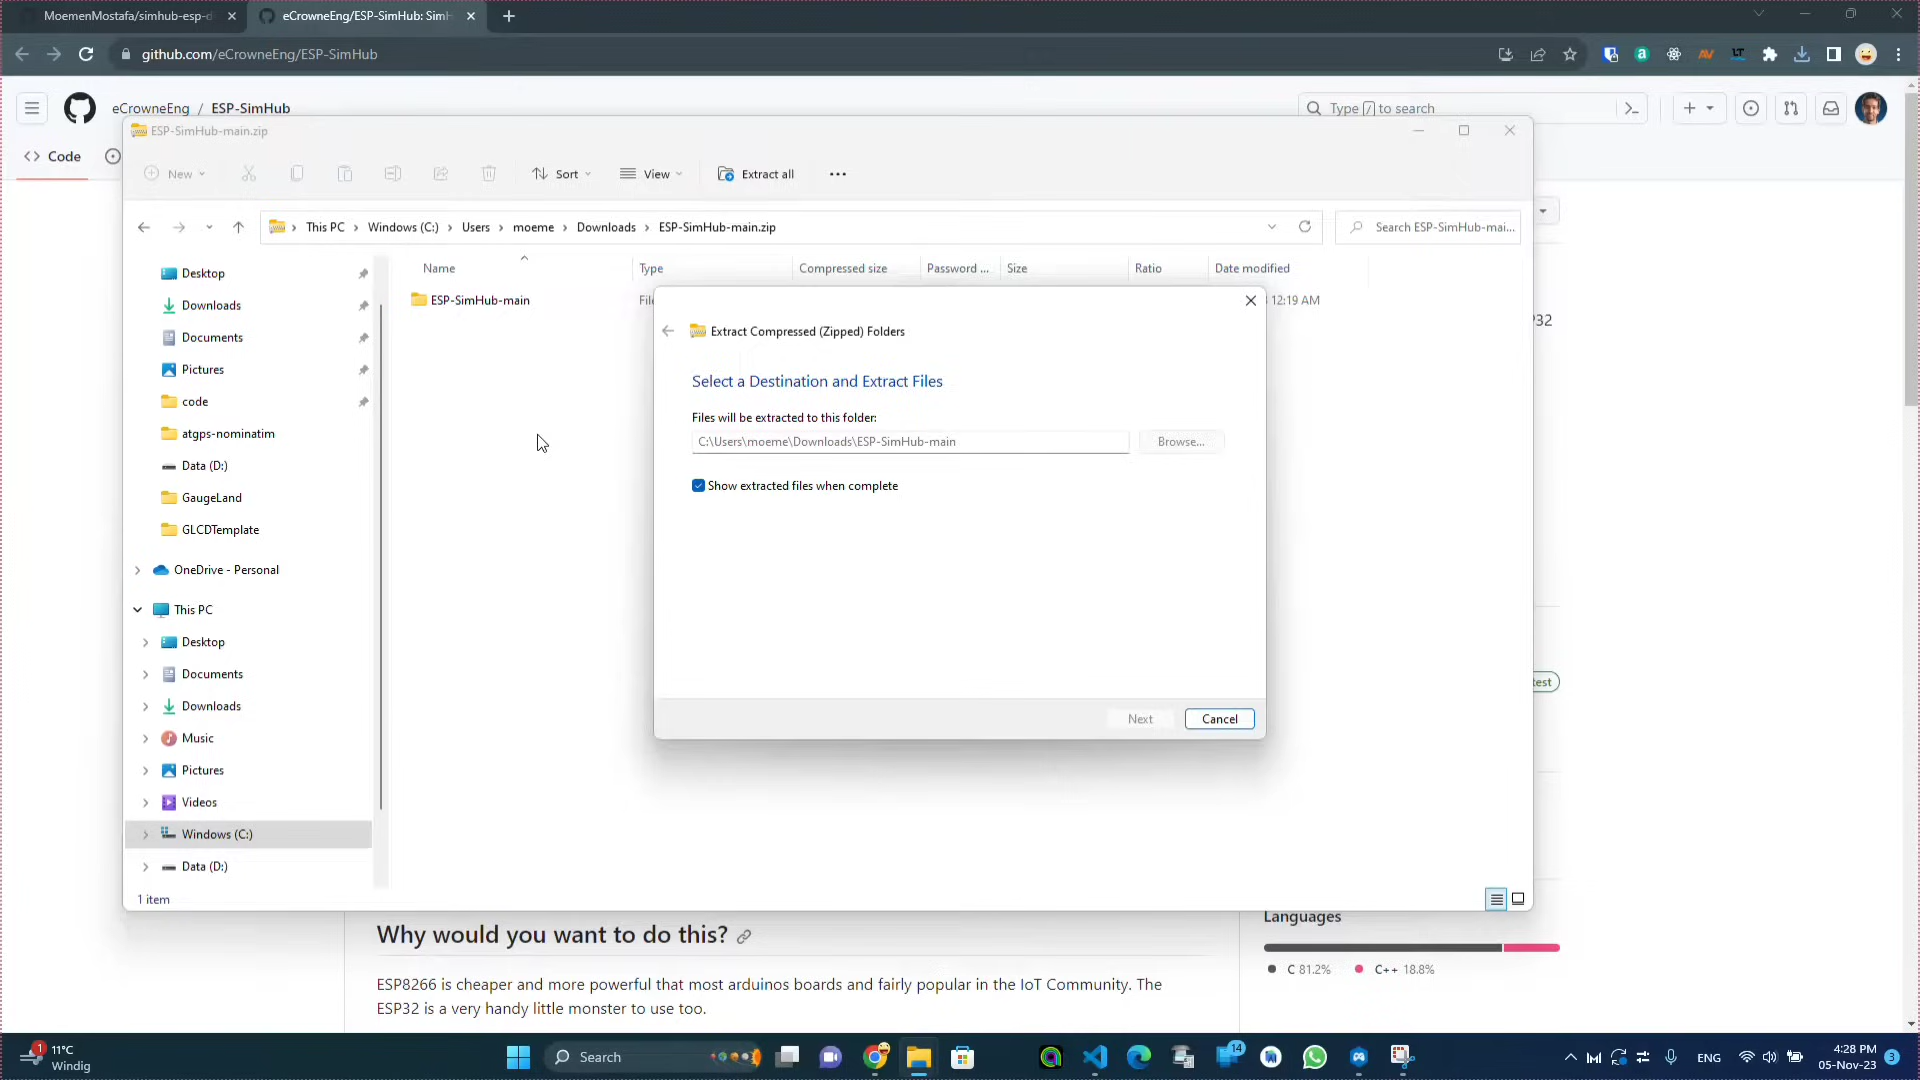 MoemenMostafa/simhub-esp-d
eCrowneEng/ESP-SimHub: SimH
github.com/eCrowneEng/ESP-SimHub
eCrowneEng / ESP-SimHub
Type / to search
Code
ESP-SimHub-main.zip
New
Sort
View
Extract all
This PC
Windows (C:)
Users
moeme
Downloads
ESP-SimHub-main.zip
Search ESP-SimHub-mai...
Desktop
Downloads
Documents
Pictures
code
atgps-nominatim
Data (D:)
GaugeLand
GLCDTemplate
OneDrive - Personal
This PC
Desktop
Documents
Downloads
Music
Pictures
Videos
Windows (C:)
Data (D:)
1 item
Name
Type
Compressed size
Password ...
Size
Ratio
Date modified
ESP-SimHub-main
12:19 AM
Extract Compressed (Zipped) Folders
Select a Destination and Extract Files
Files will be extracted to this folder:
C:\Users\moeme\Downloads\ESP-SimHub-main
Browse...
Show extracted files when complete
Next
Cancel
Why would you want to do this?
ESP8266 is cheaper and more powerful that most arduinos boards and fairly popular in the IoT Community. The
ESP32 is a very handy little monster to use too.
Languages
C 81.2%
C++ 18.8%
1
11°C
Windig
Search
14
ENG
4:28 PM
05-Nov-23
3